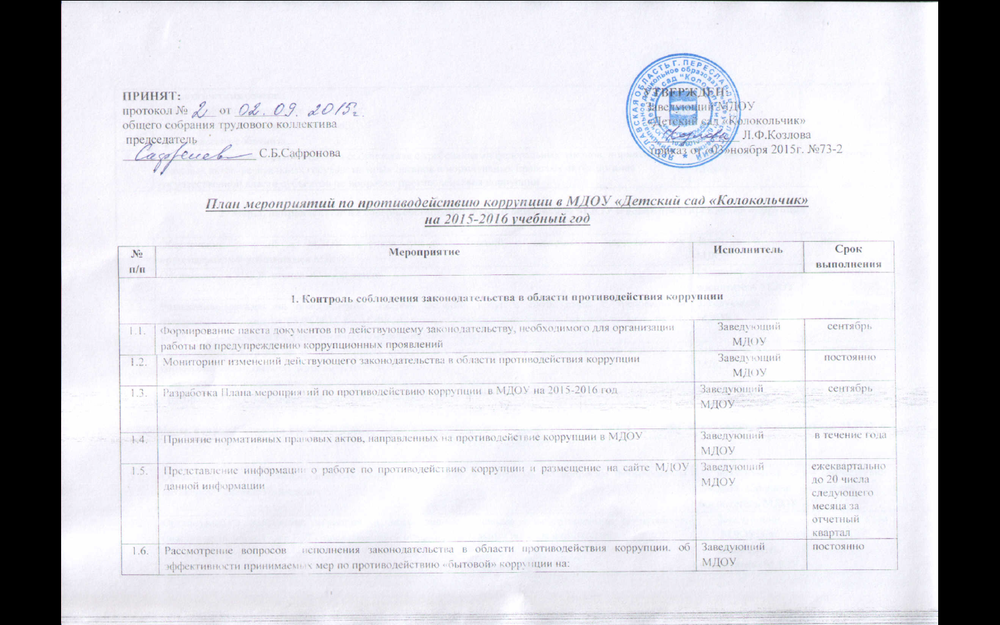 ПРИНЯТ:
протокол № 2 от 02.09.2015г.
общего собрания трудового коллектива
председатель
С.Б.Сафронова
УТВЕРЖДЕН:
Заведующий МДОУ
«Детский сад «Колокольчик»
Л.Ф.Козлова
приказ от «03»ноября 2015г. №73-2
План мероприятий по противодействию коррупции в МДОУ «Детский сад «Колокольчик»
на 2015-2016 учебный год
№
п/п
Мероприятие
Исполнитель
Срок
выполнения
1. Контроль соблюдения законодательства в области противодействия коррупции
1.1.
Формирование пакета документов по действующему законодательству, необходимого для организации
работы по предупреждению коррупционных проявлений
Заведующий
МДОУ
сентябрь
1.2.
Мониторинг изменений действующего законодательства в области противодействия коррупции
Заведующий
МДОУ
постоянно
1.3.
Разработка Плана мероприятий по противодействию коррупции в МДОУ на 2015-2016 год
Заведующий
МДОУ
сентябрь
1.4.
Принятие нормативных правовых актов, направленных на противодействие коррупции в МДОУ
Заведующий
МДОУ
в течение года
1.5.
Представление информации о работе по противодействию коррупции и размещение на сайте МДОУ
данной информации
Заведующий
МДОУ
ежеквартально
до 20 числа
следующего
месяца за
отчетный
квартал
1.6.
Рассмотрение вопросов исполнения законодательства в области противодействия коррупции. об
эффективности принимаемых мер по противодействию «бытовой» коррупции на:
Заведующий
МДОУ
постоянно